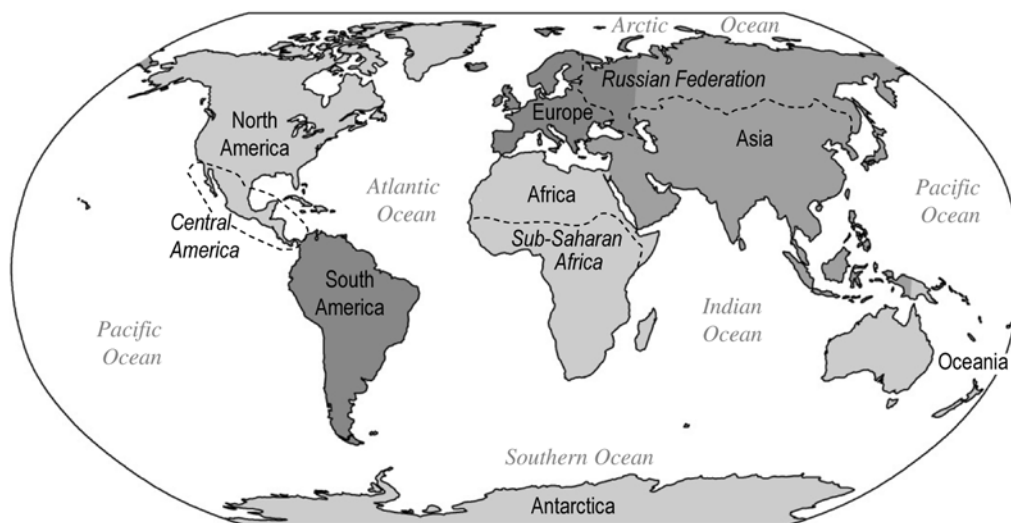 Arctic Ocean
Russian Federation
North
America
Europe
Asia
Atlantic
Ocean
Africa
Pacific
Ocean
Central
America
Sub-Saharan
Africa
South
America
Indian
Ocean
Pacific
Ocean
Oceania
Southern Ocean
Antarctica